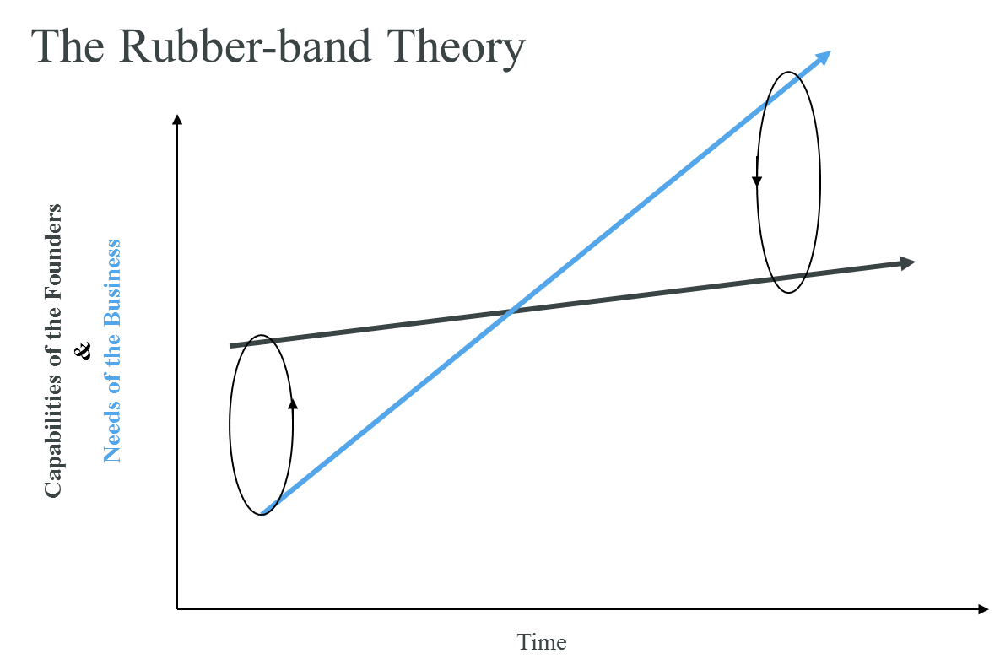 The Rubber-band Theory
Capabilities of the Founders
&
Needs of the Business
Time